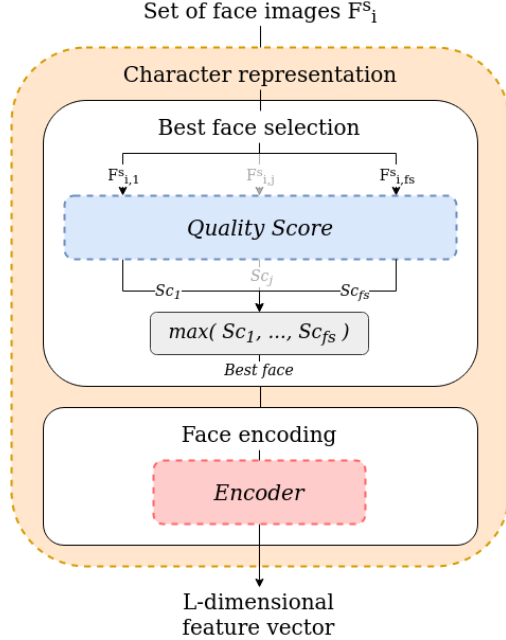 Set of face images Fˢᵢ
Character representation
Best face selection
Fˢᵢ,₁ Fˢᵢ,ⱼ Fˢᵢ,fs
Quality Score
Sc₁ Scⱼ Sc_fs
max( Sc₁, ..., Sc_fs )
Best face
Face encoding
Encoder
L-dimensional
feature vector